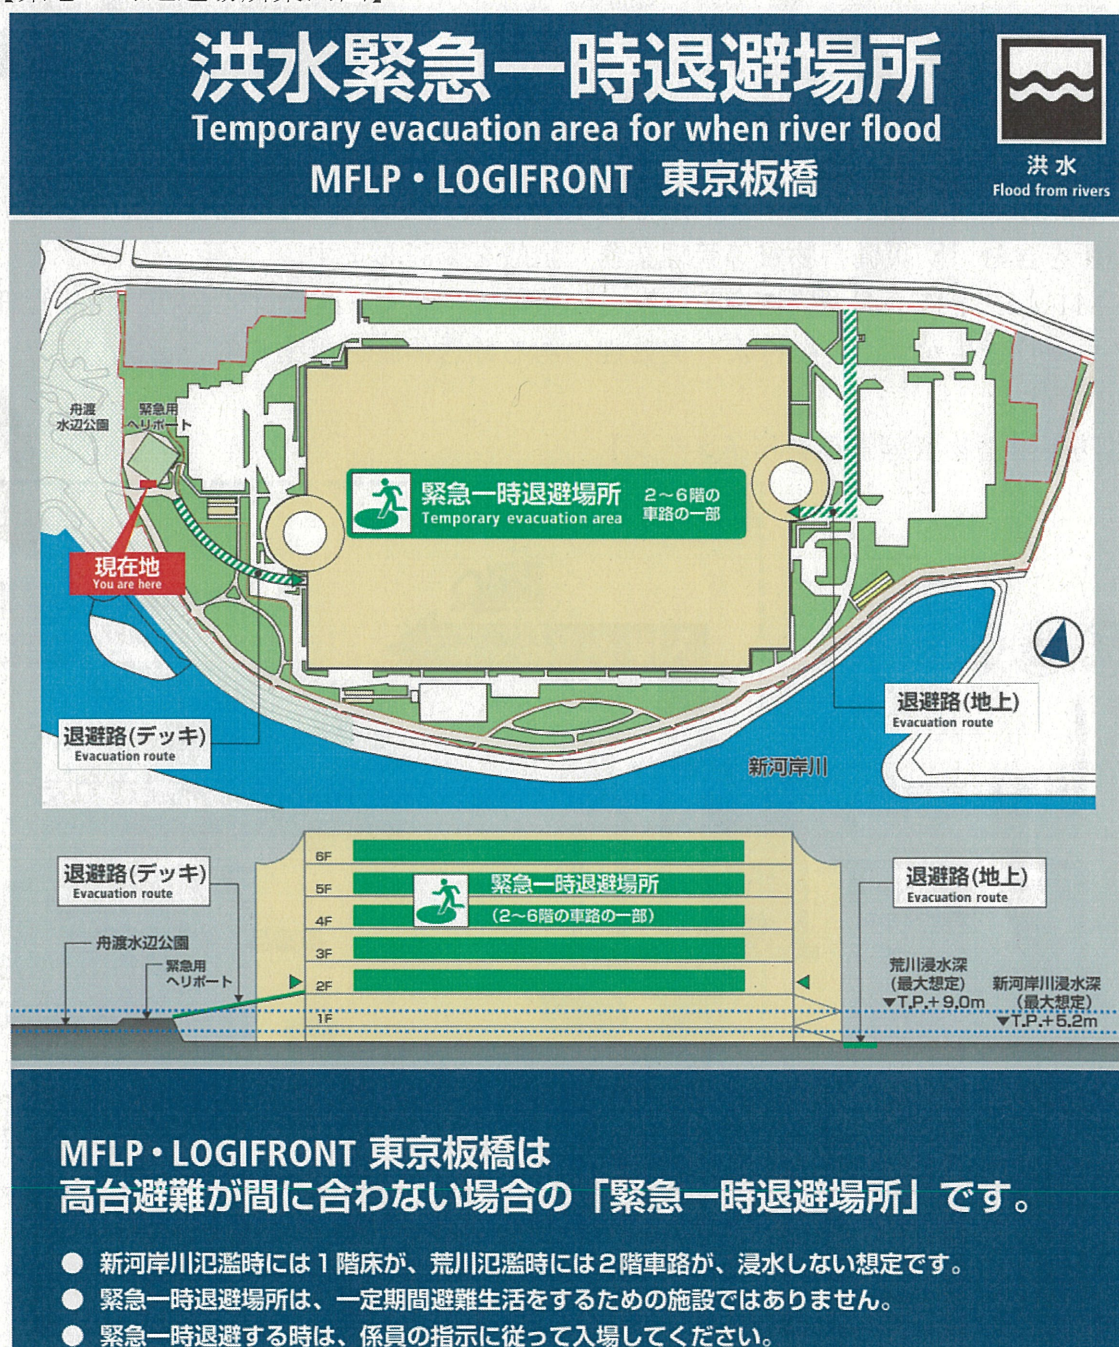 洪水緊急一時退避場所
Temporary evacuation area for when river flood
MFLP・LOGIFRONT 東京板橋
洪水
Flood from rivers
舟渡
水辺公園
緊急用
ヘリポート
緊急一時退避場所
Temporary evacuation area
2～6階の
車路の一部
現在地
You are here
退避路(デッキ)
Evacuation route
退避路(地上)
Evacuation route
新河岸川
6F
5F
4F
3F
2F
1F
緊急一時退避場所
(2～6階の車路の一部)
退避路(デッキ)
Evacuation route
舟渡水辺公園
緊急用
ヘリポート
退避路(地上)
Evacuation route
荒川浸水深
(最大想定)
▼T.P.+9.0m
新河岸川浸水深
(最大想定)
▼T.P.+5.2m
MFLP・LOGIFRONT 東京板橋は
高台避難が間に合わない場合の「緊急一時退避場所」です。
● 新河岸川氾濫時には1階床が、荒川氾濫時には2階車路が、浸水しない想定です。
● 緊急一時退避場所は、一定期間避難生活をするための施設ではありません。
● 緊急一時退避する時は、係員の指示に従って入場してください。